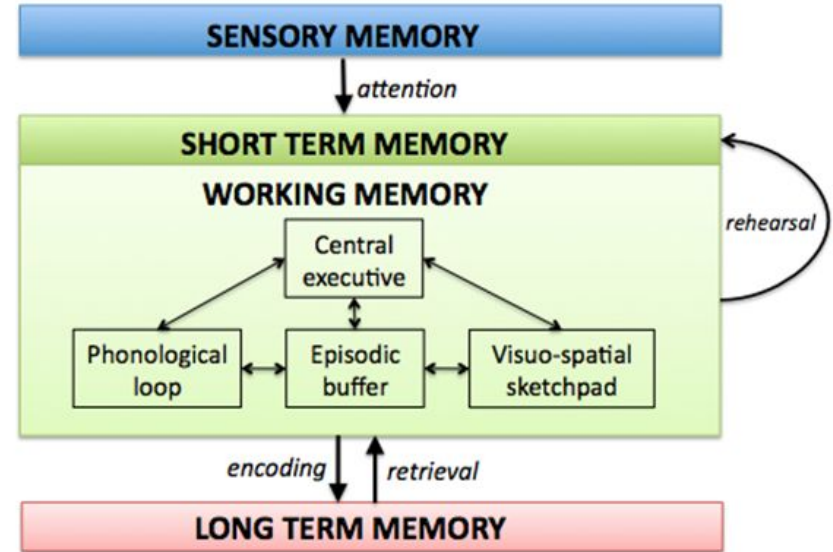 SENSORY MEMORY
attention
SHORT TERM MEMORY
WORKING MEMORY
rehearsal
Central
executive
Phonological
loop
Episodic
buffer
Visuo-spatial
sketchpad
encoding
retrieval
LONG TERM MEMORY